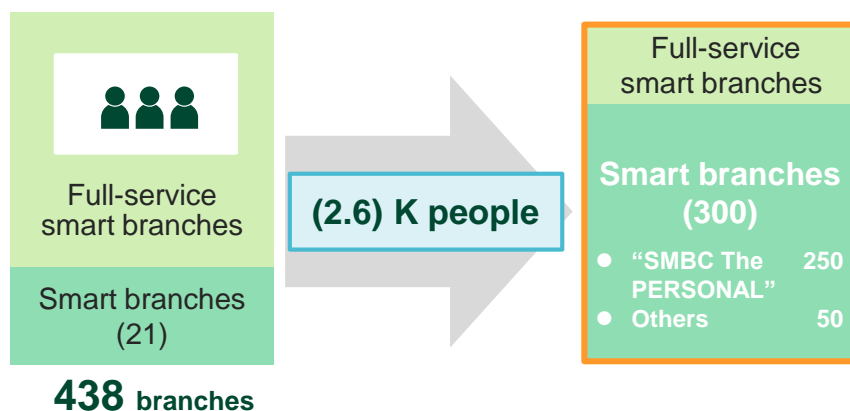 Full-service
smart branches
Smart branches
(21)
438 branches
(2.6) K people
Full-service
smart branches
Smart branches
(300)
● “SMBC The 250
PERSONAL”
● Others 50